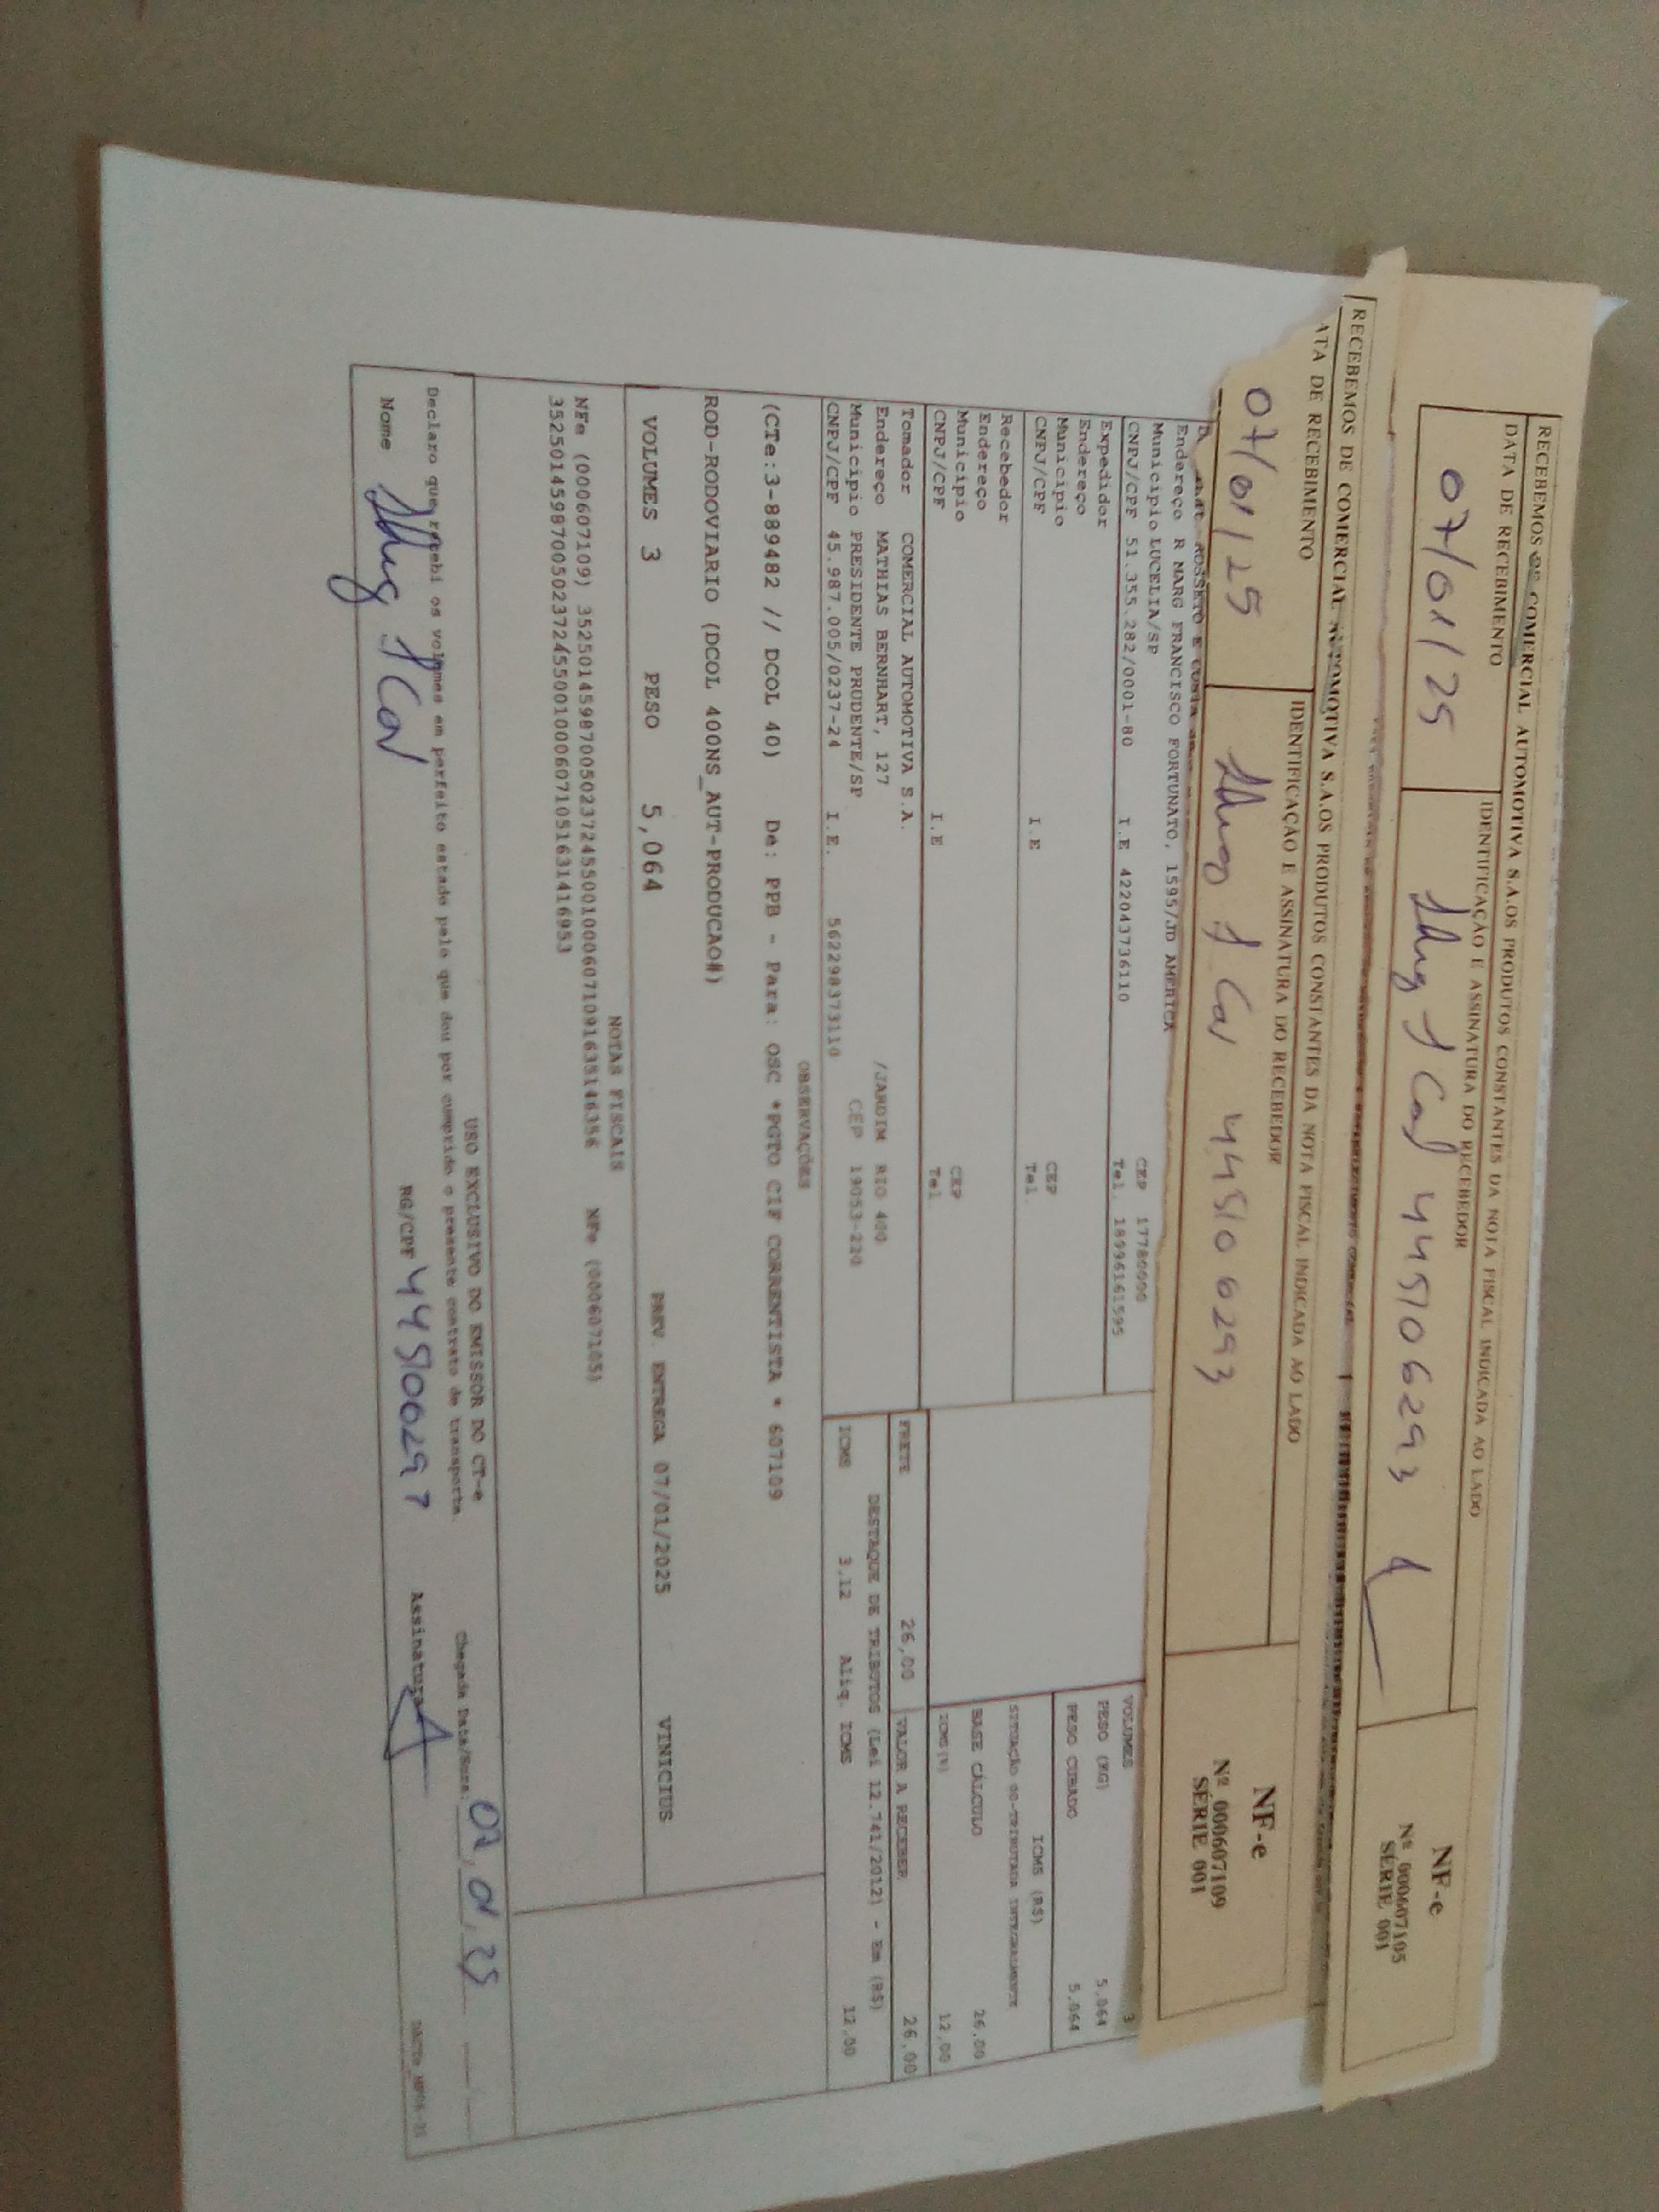 RECEBEMOS DE COMERCIAL AUTOMOTIVA S.A.OS PRODUTOS CONSTANTES DA NOTA FISCAL INDICADA AO LADO
DATA DE RECEBIMENTO
IDENTIFICAÇÃO E ASSINATURA DO RECEBEDOR
07/01/25
445106293
NF-e
Nº 000607105
SÉRIE 001
RECEBEMOS DE COMERCIAL AUTOMOTIVA S.A.OS PRODUTOS CONSTANTES DA NOTA FISCAL INDICADA AO LADO
ATA DE RECEBIMENTO
IDENTIFICAÇÃO E ASSINATURA DO RECEBEDOR
07/01/25
445106293
NF-e
Nº 000607109
SÉRIE 001
Endereço R MARG FRANCISCO FORTUNATO, 1595/JD AMERICA
Município LUCELIA/SP CEP 17780000
CNPJ/CPF 51.355.282/0001-80 I.E 422043736110 Tel. 18996161595
Expedidor
Endereço
Município CEP
CNPJ/CPF I.E Tel.
Recebedor
Endereço
Município CEP
CNPJ/CPF I.E Tel
VOLUMES 3
PESO (KG) 5,064
PESO CUBADO 5,064
ICMS (R$)
SITUAÇÃO 00-TRIBUTADA INTEGRALMENTE
BASE CÁLCULO 26,00
ICMS(%) 12,00
Tomador COMERCIAL AUTOMOTIVA S.A.
Endereço MATHIAS BERNHART, 127 /JARDIM RIO 400
Município PRESIDENTE PRUDENTE/SP CEP 19053-220
CNPJ/CPF 45.987.005/0237-24 I.E. 562298373110
FRETE 26,00 VALOR A RECEBER 26,00
DESTAQUE DE TRIBUTOS (Lei 12.741/2012) - Em (R$)
ICMS 3,12 Alíq. ICMS 12,00
OBSERVAÇÕES
(CTe:3-889482 // DCOL 40) De: PPB - Para: OSC *PGTO CIF CORRENTISTA * 607109
ROD-RODOVIARIO (DCOL 400NS_AUT-PRODUCAO#)
VOLUMES 3 PESO 5,064 PREV. ENTREGA 07/01/2025 VINICIUS
NOTAS FISCAIS
NFe (000607109) NFe (000607105)
USO EXCLUSIVO DO EMISSOR DO CT-e
Declaro que recebi os volumes em perfeito estado pelo que dou por cumprido o presente contrato de transporte.
Chegada Data/Hora: 07, 01, 25
Nome
RG/CPF
Assinatura